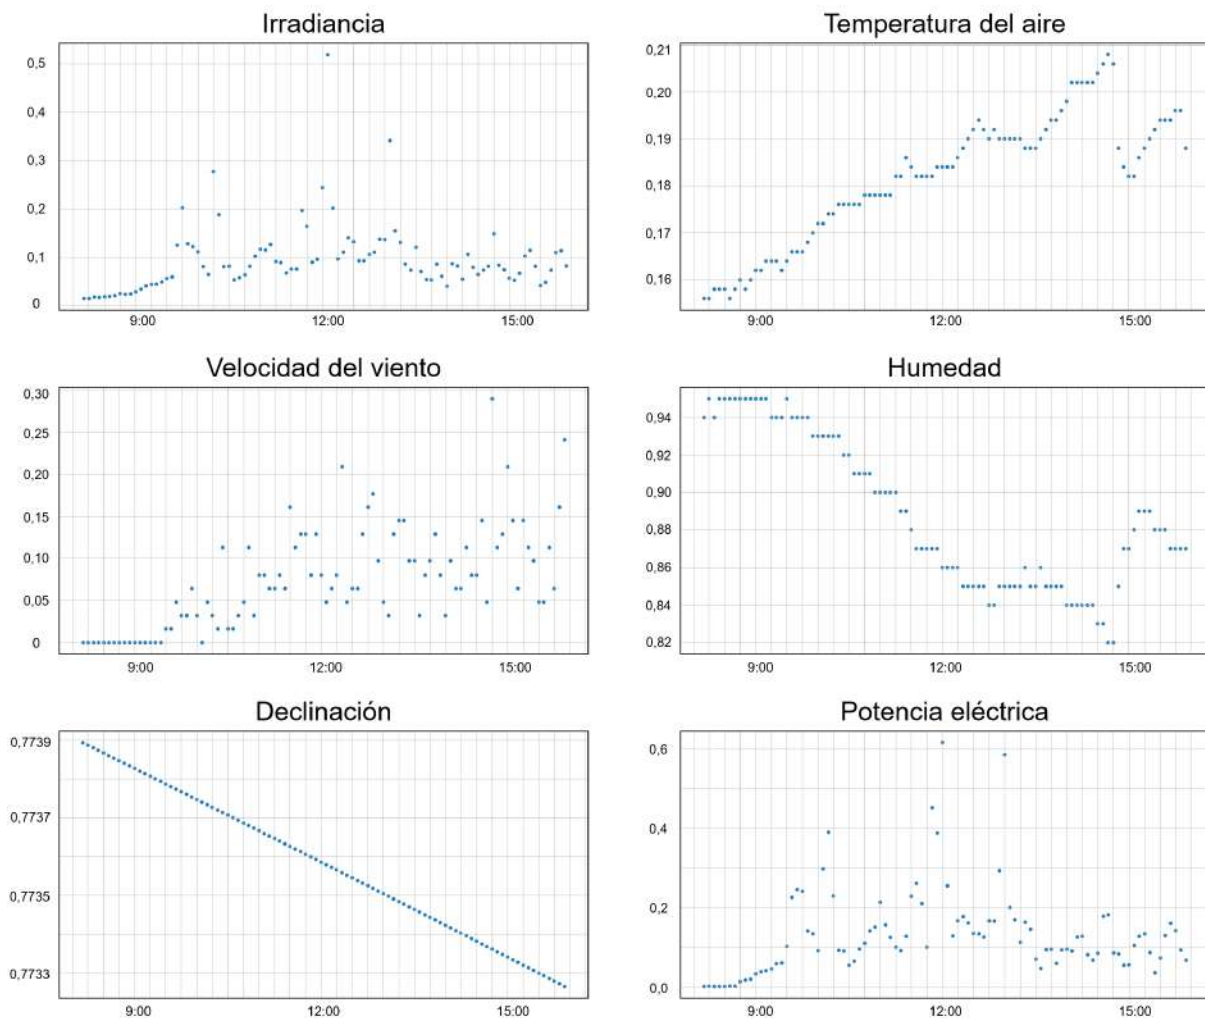 Irradiancia
0,5
0,4
0,3
0,2
0,1
0
9:00 12:00 15:00
Temperatura del aire
0,21
0,20
0,19
0,18
0,17
0,16
9:00 12:00 15:00
Velocidad del viento
0,30
0,25
0,20
0,15
0,10
0,05
0
9:00 12:00 15:00
Humedad
0,94
0,92
0,90
0,88
0,86
0,84
0,82
9:00 12:00 15:00
Declinación
0,7739
0,7737
0,7735
0,7733
9:00 12:00 15:00
Potencia eléctrica
0,6
0,4
0,2
0,0
9:00 12:00 15:00